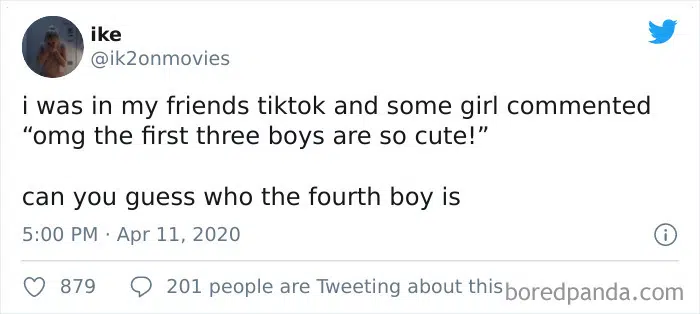 ike
@ik2onmovies
i was in my friends tiktok and some girl commented
“omg the first three boys are so cute!”
can you guess who the fourth boy is
5:00 PM · Apr 11, 2020
879 201 people are Tweeting about this
boredpanda.com